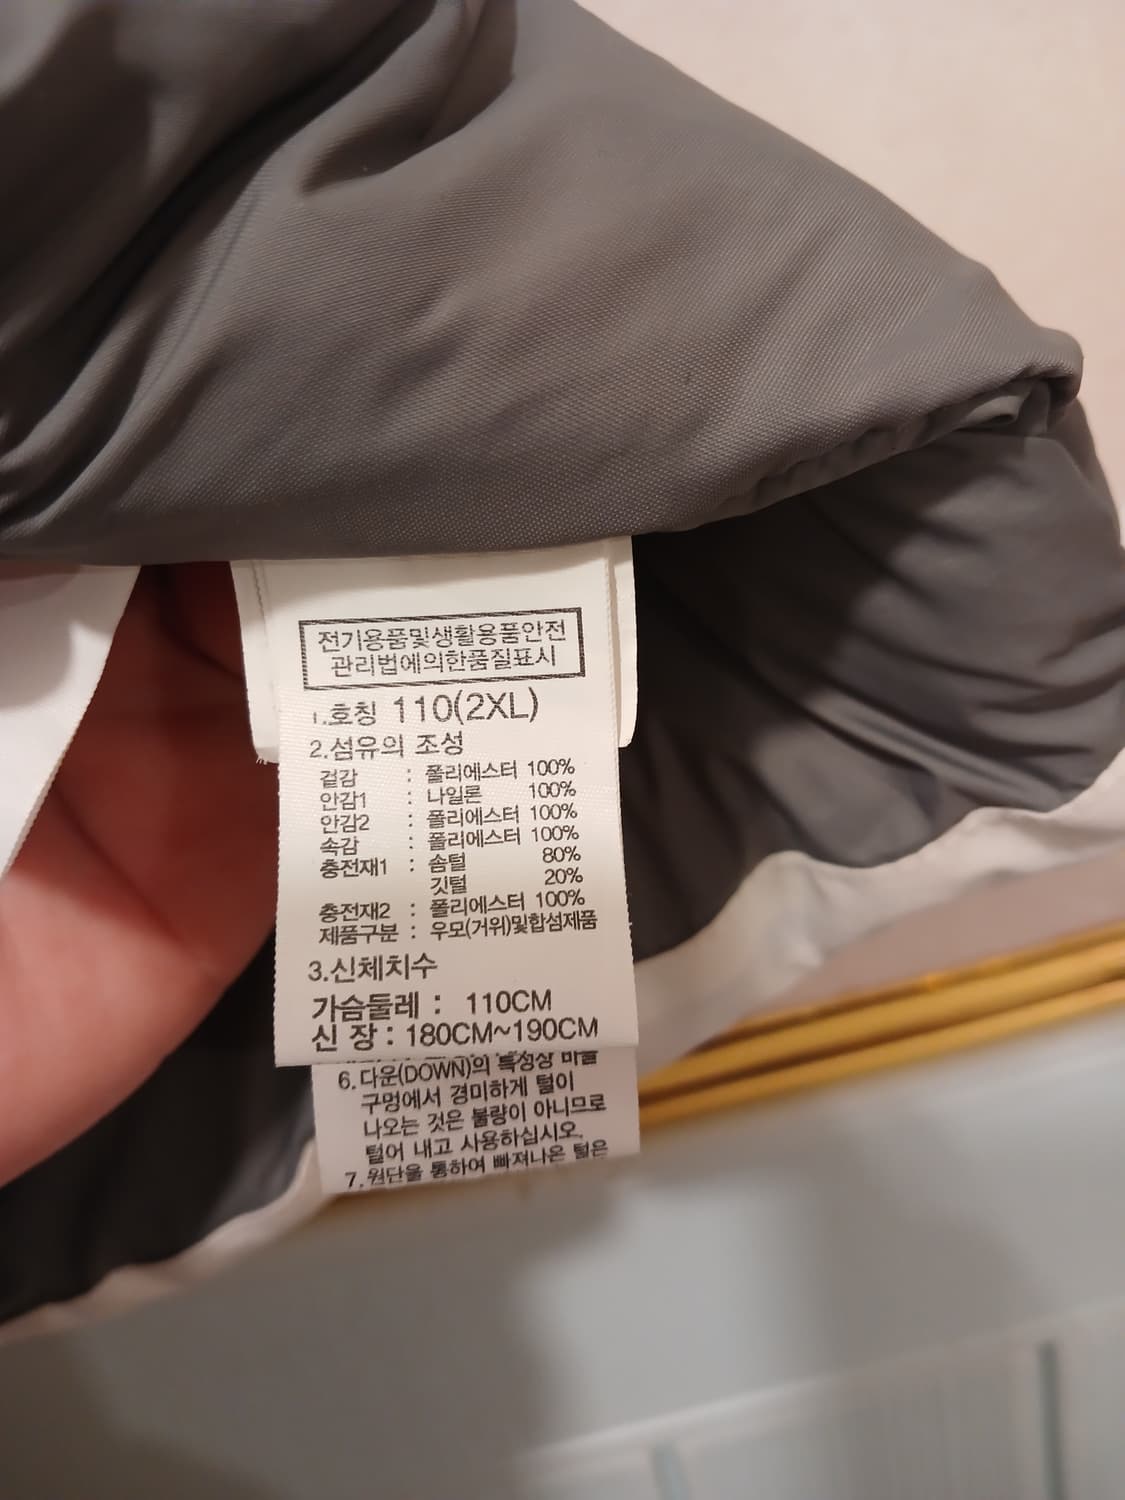 전기용품및생활용품안전
관리법에의한품질표시
1.호칭 110(2XL)
2.섬유의 조성
겉감 : 폴리에스터 100%
안감1 : 나일론 100%
안감2 : 폴리에스터 100%
속감 : 폴리에스터 100%
충전재1 : 솜털 80%
깃털 20%
충전재2 : 폴리에스터 100%
제품구분 : 우모(거위)및합섬제품
3.신체치수
가슴둘레 : 110CM
신 장 : 180CM~190CM
6.다운(DOWN)의 특성상 바늘
구멍에서 경미하게 털이
나오는 것은 불량이 아니므로
털어 내고 사용하십시오.
7.원단을 통하여 빠져나온 털은